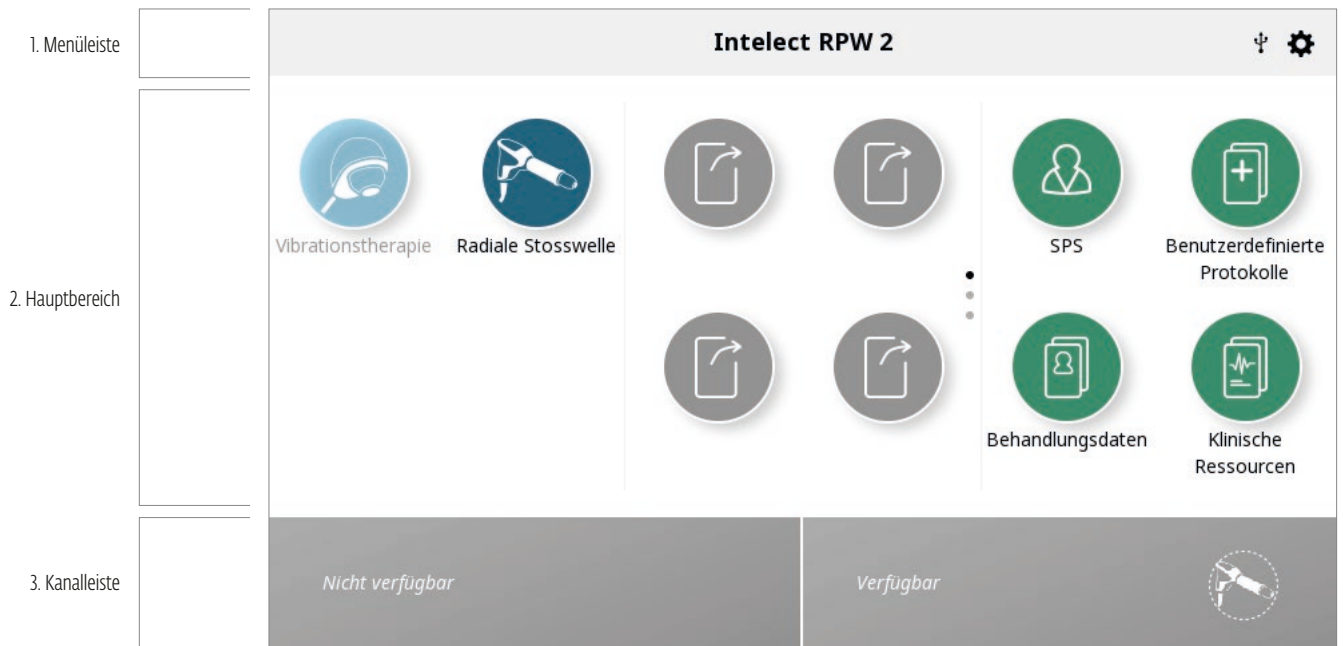 1. Menüleiste
Intelect RPW 2
Vibrationstherapie
Radiale Stosswelle
SPS
Benutzerdefinierte
Protokolle
2. Hauptbereich
Behandlungsdaten
Klinische
Ressourcen
3. Kanalleiste
Nicht verfügbar
Verfügbar